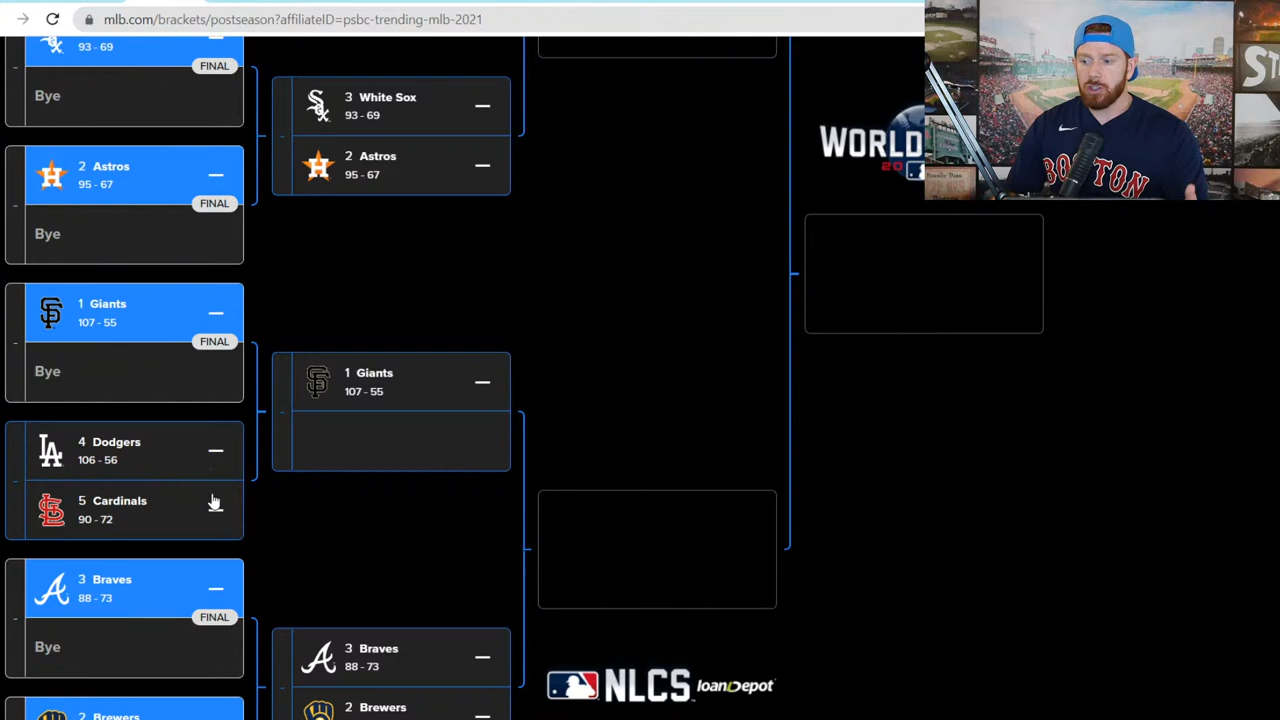 mlb.com/brackets/postseason?affiliateID=psbc-trending-mlb-2021
93 - 69
FINAL
Bye
2 Astros
95 - 67
FINAL
Bye
1 Giants
107 - 55
FINAL
Bye
4 Dodgers
106 - 56
5 Cardinals
90 - 72
3 Braves
88 - 73
FINAL
Bye
2 Brewers
3 White Sox
93 - 69
2 Astros
95 - 67
1 Giants
107 - 55
3 Braves
88 - 73
2 Brewers
NLCS loanDepot
WORLD
20
BOSTON
ST